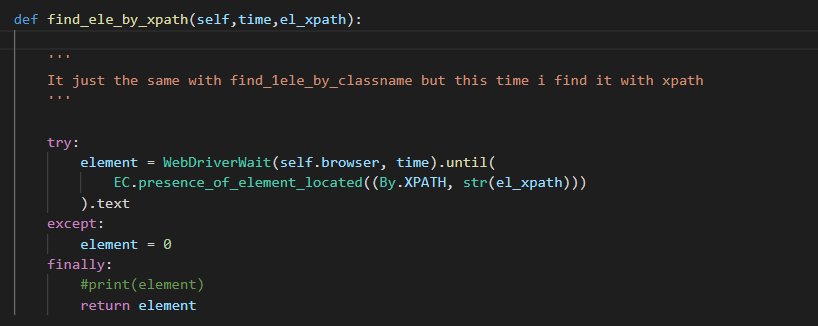 def find_ele_by_xpath(self,time,el_xpath):
'''
It just the same with find_1ele_by_classname but this time i find it with xpath
'''
try:
element = WebDriverWait(self.browser, time).until(
EC.presence_of_element_located((By.XPATH, str(el_xpath)))
).text
except:
element = 0
finally:
#print(element)
return element